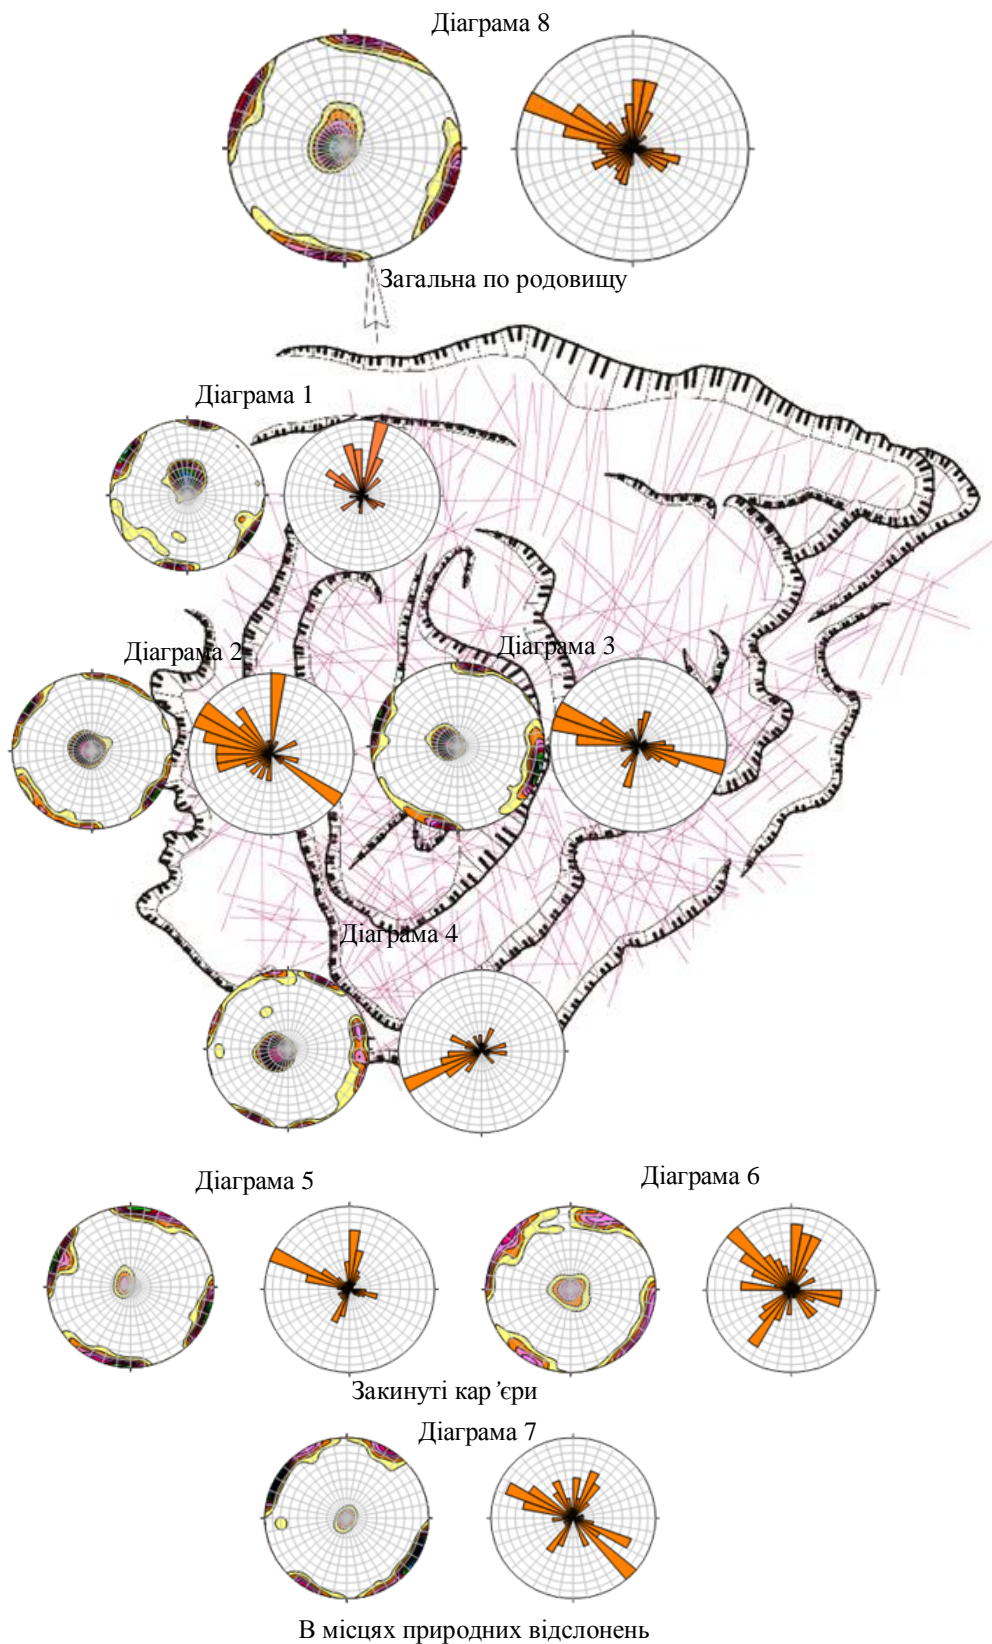 Діаграма 8
Загальна по родовищу
Діаграма 1
Діаграма 2
Діаграма 3
Діаграма 4
Діаграма 5
Діаграма 6
Закинуті кар’єри
Діаграма 7
В місцях природних відслонень